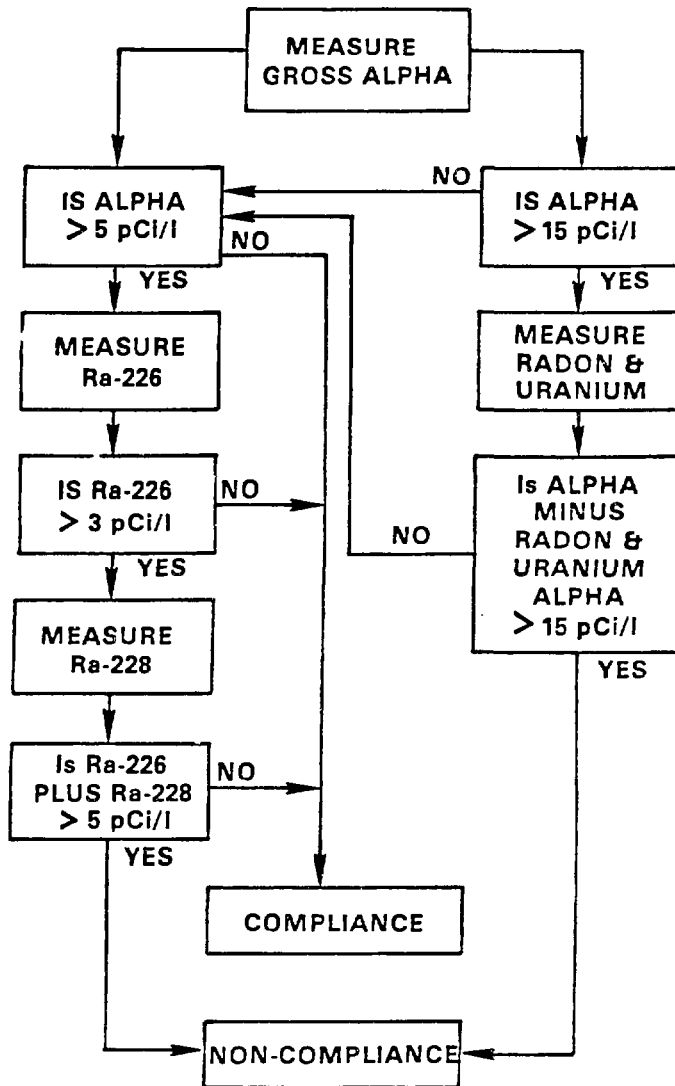 MEASURE
GROSS ALPHA
IS ALPHA
> 5 pCi/l
NO
YES
NO
IS ALPHA
> 15 pCi/l
YES
MEASURE
Ra-226
MEASURE
RADON &
URANIUM
IS Ra-226
> 3 pCi/l
NO
YES
NO
Is ALPHA
MINUS
RADON &
URANIUM
ALPHA
> 15 pCi/l
YES
MEASURE
Ra-228
Is Ra-226
PLUS Ra-228
> 5 pCi/l
NO
YES
COMPLIANCE
NON-COMPLIANCE